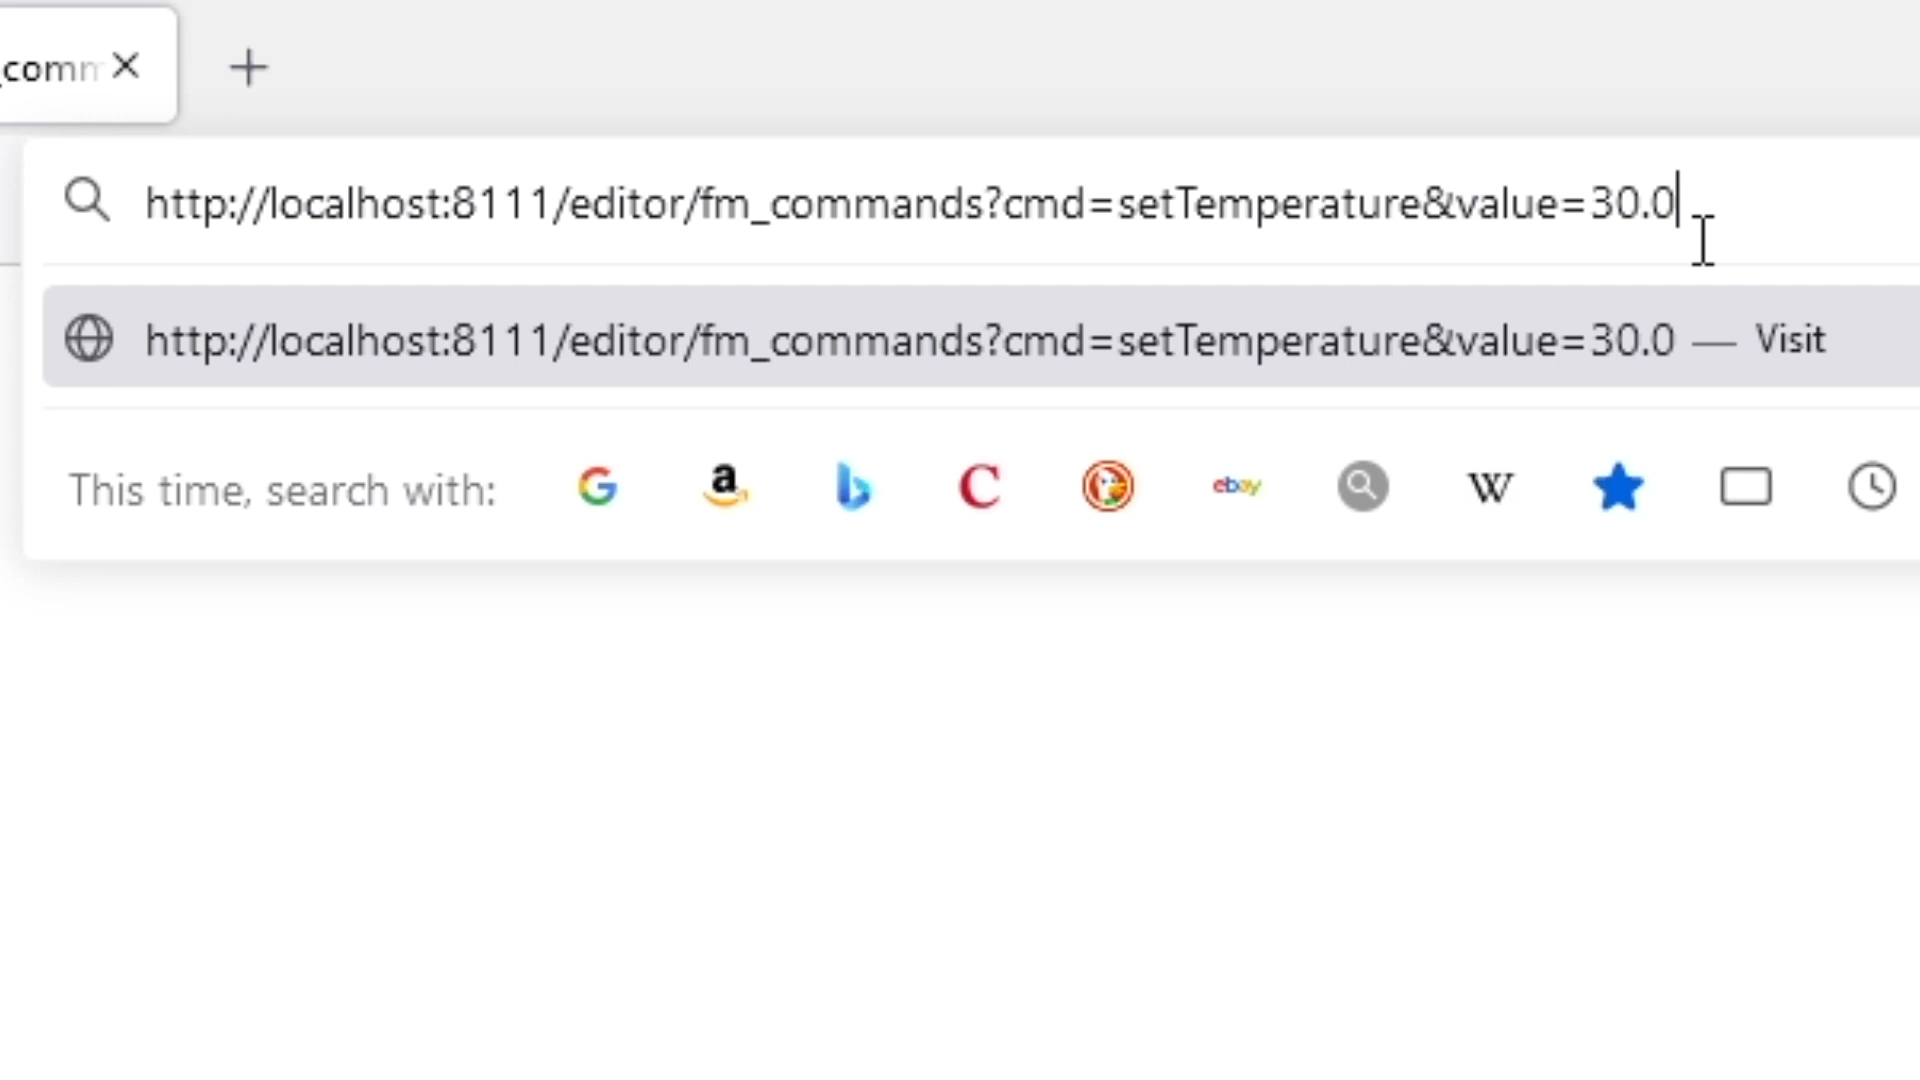 _comm
http://localhost:8111/editor/fm_commands?cmd=setTemperature&value=30.0
http://localhost:8111/editor/fm_commands?cmd=setTemperature&value=30.0 — Visit
This time, search with: G a b C ebay W